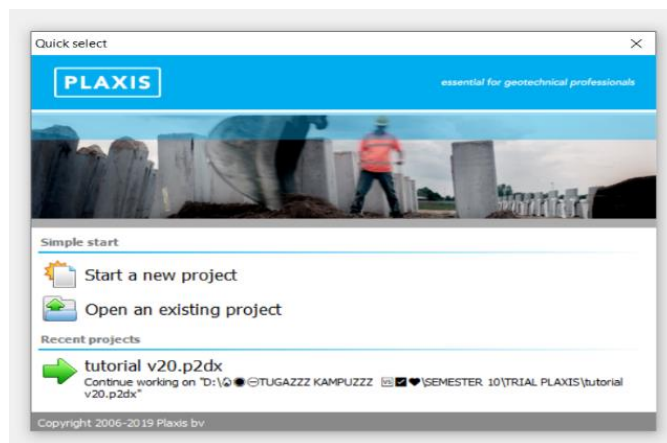 Quick select
PLAXIS
essential for geotechnical professionals
Simple start
Start a new project
Open an existing project
Recent projects
tutorial v20.p2dx
Continue working on "D:\TUGAZZZ KAMPUZZZ \SEMESTER 10\TRIAL PLAXIS\tutorial
v20.p2dx"
Copyright 2006-2019 Plaxis bv